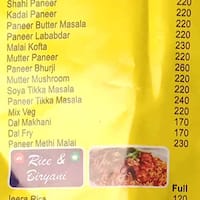 Shahi Paneer 220
Kadai Paneer 220
Paneer Butter Masala 220
Paneer Lababdar 220
Malai Kofta 230
Mutter Paneer 220
Paneer Bhurji 260
Mutter Mushroom 220
Soya Tikka Masala 220
Paneer Tikka Masala 240
Mix Veg 220
Dal Makhani 170
Dal Fry 170
Paneer Methi Malai 230
Rice &
Biryani
Full
Jeera Rice 120